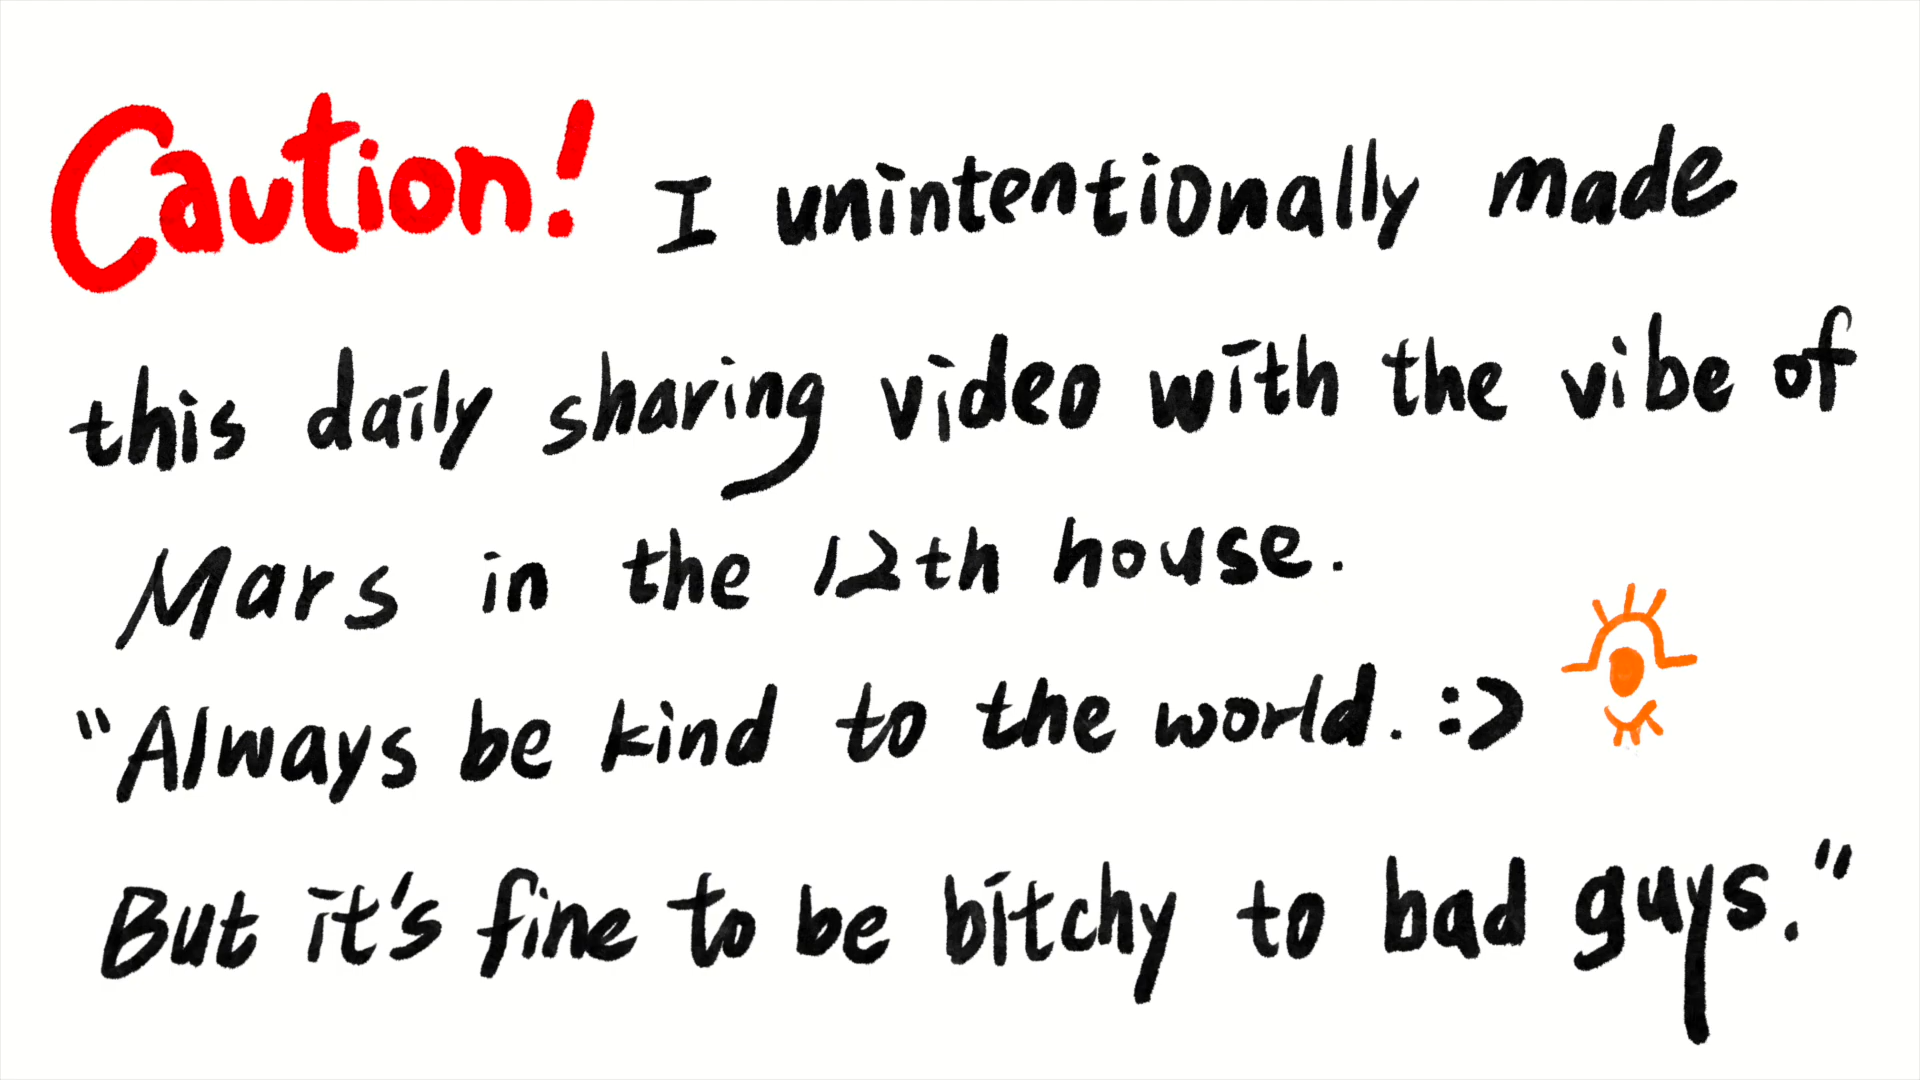 Caution! I unintentionally made
this daily sharing video with the vibe of
Mars in the 12th house.
"Always be kind to the world. :)
But it's fine to be bitchy to bad guys."